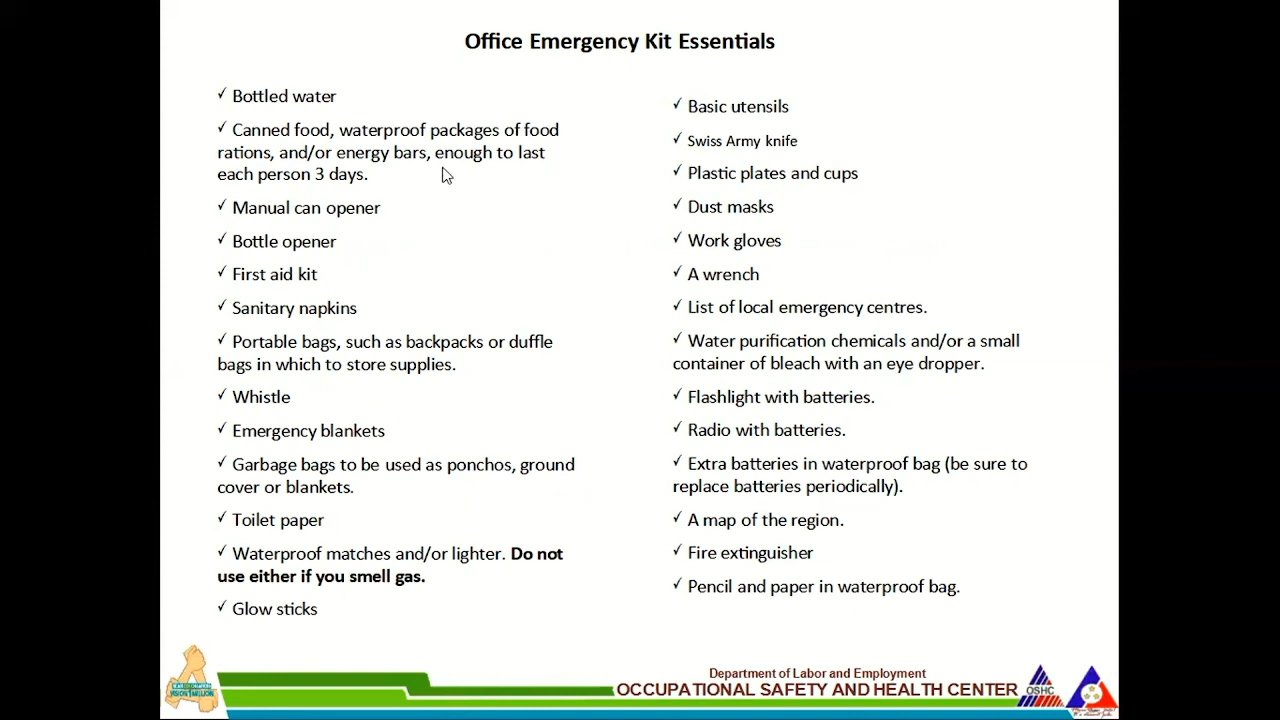 Office Emergency Kit Essentials
✓ Bottled water
✓ Canned food, waterproof packages of food
rations, and/or energy bars, enough to last
each person 3 days.
✓ Manual can opener
✓ Bottle opener
✓ First aid kit
✓ Sanitary napkins
✓ Portable bags, such as backpacks or duffle
bags in which to store supplies.
✓ Whistle
✓ Emergency blankets
✓ Garbage bags to be used as ponchos, ground
cover or blankets.
✓ Toilet paper
✓ Waterproof matches and/or lighter. Do not
use either if you smell gas.
✓ Glow sticks
✓ Basic utensils
✓ Swiss Army knife
✓ Plastic plates and cups
✓ Dust masks
✓ Work gloves
✓ A wrench
✓ List of local emergency centres.
✓ Water purification chemicals and/or a small
container of bleach with an eye dropper.
✓ Flashlight with batteries.
✓ Radio with batteries.
✓ Extra batteries in waterproof bag (be sure to
replace batteries periodically).
✓ A map of the region.
✓ Fire extinguisher
✓ Pencil and paper in waterproof bag.
Department of Labor and Employment
OCCUPATIONAL SAFETY AND HEALTH CENTER
OSHC